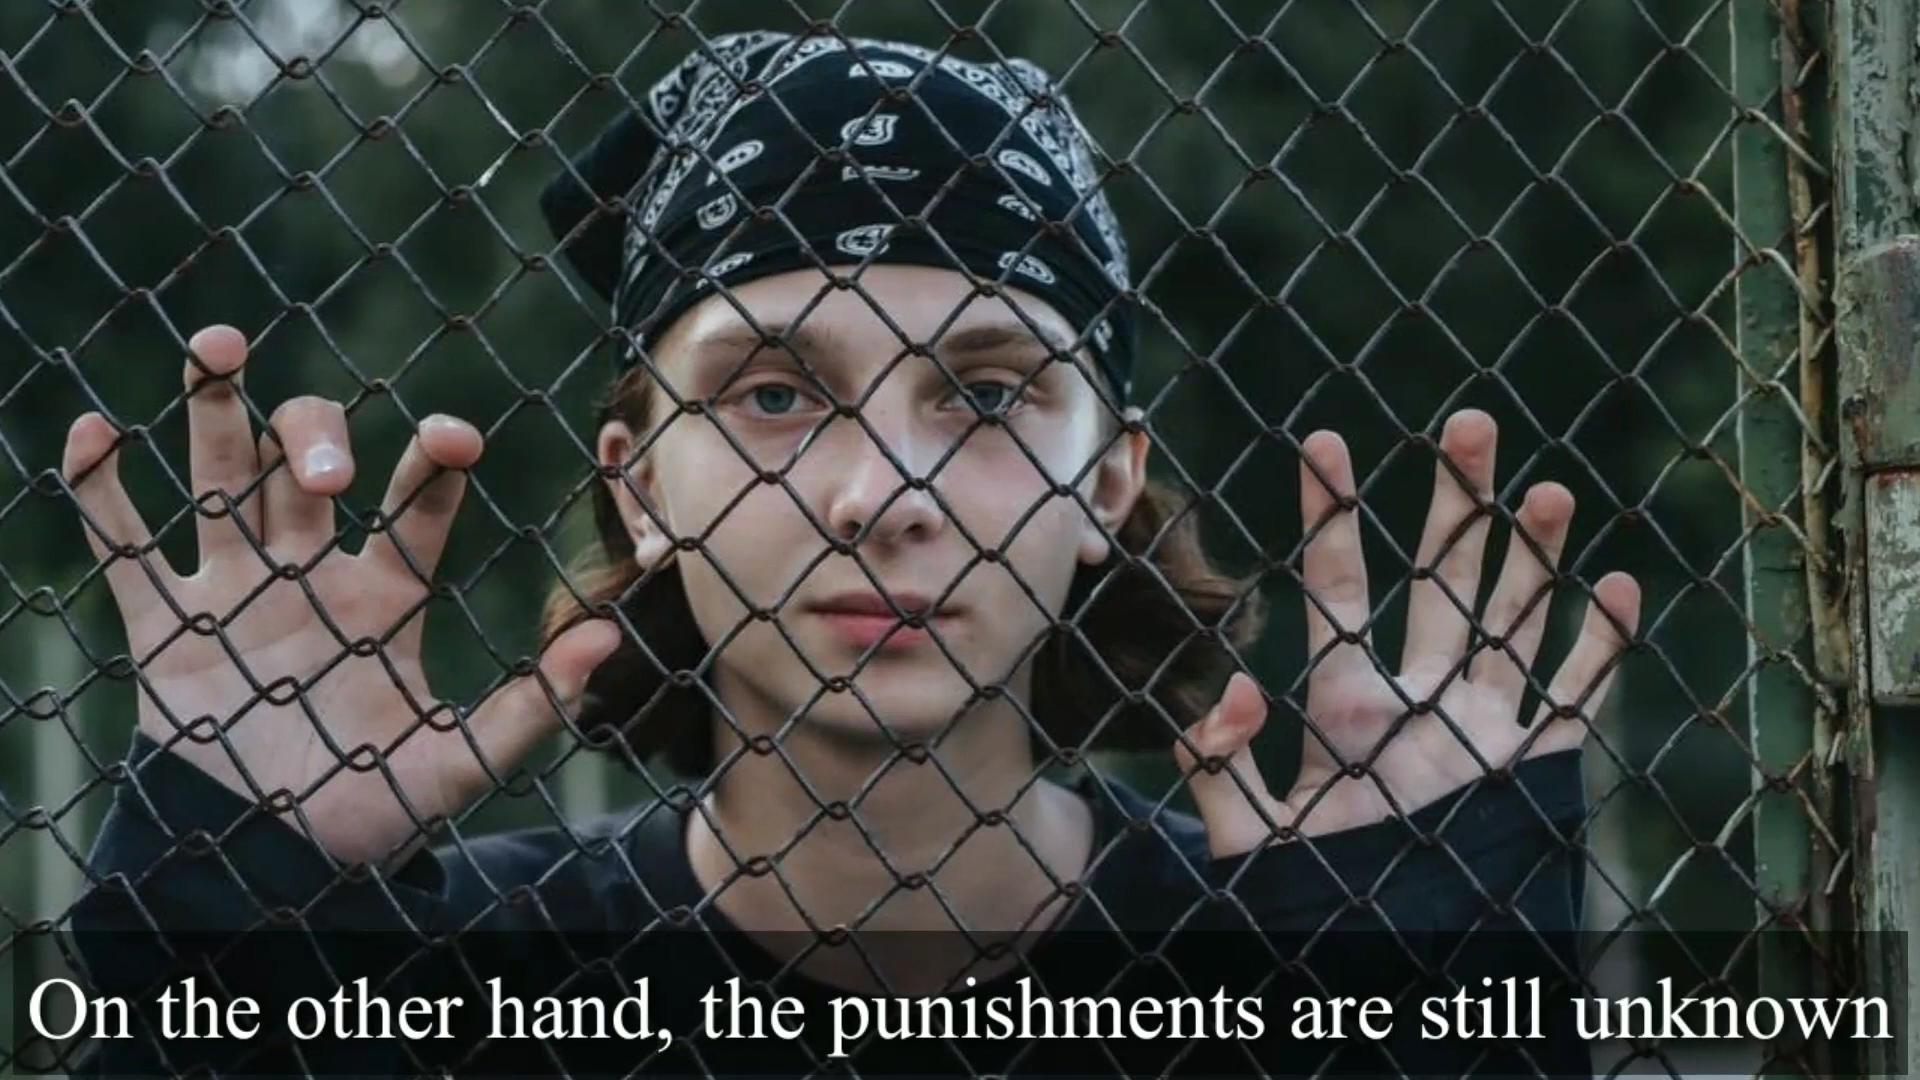 On the other hand, the punishments are still unknown